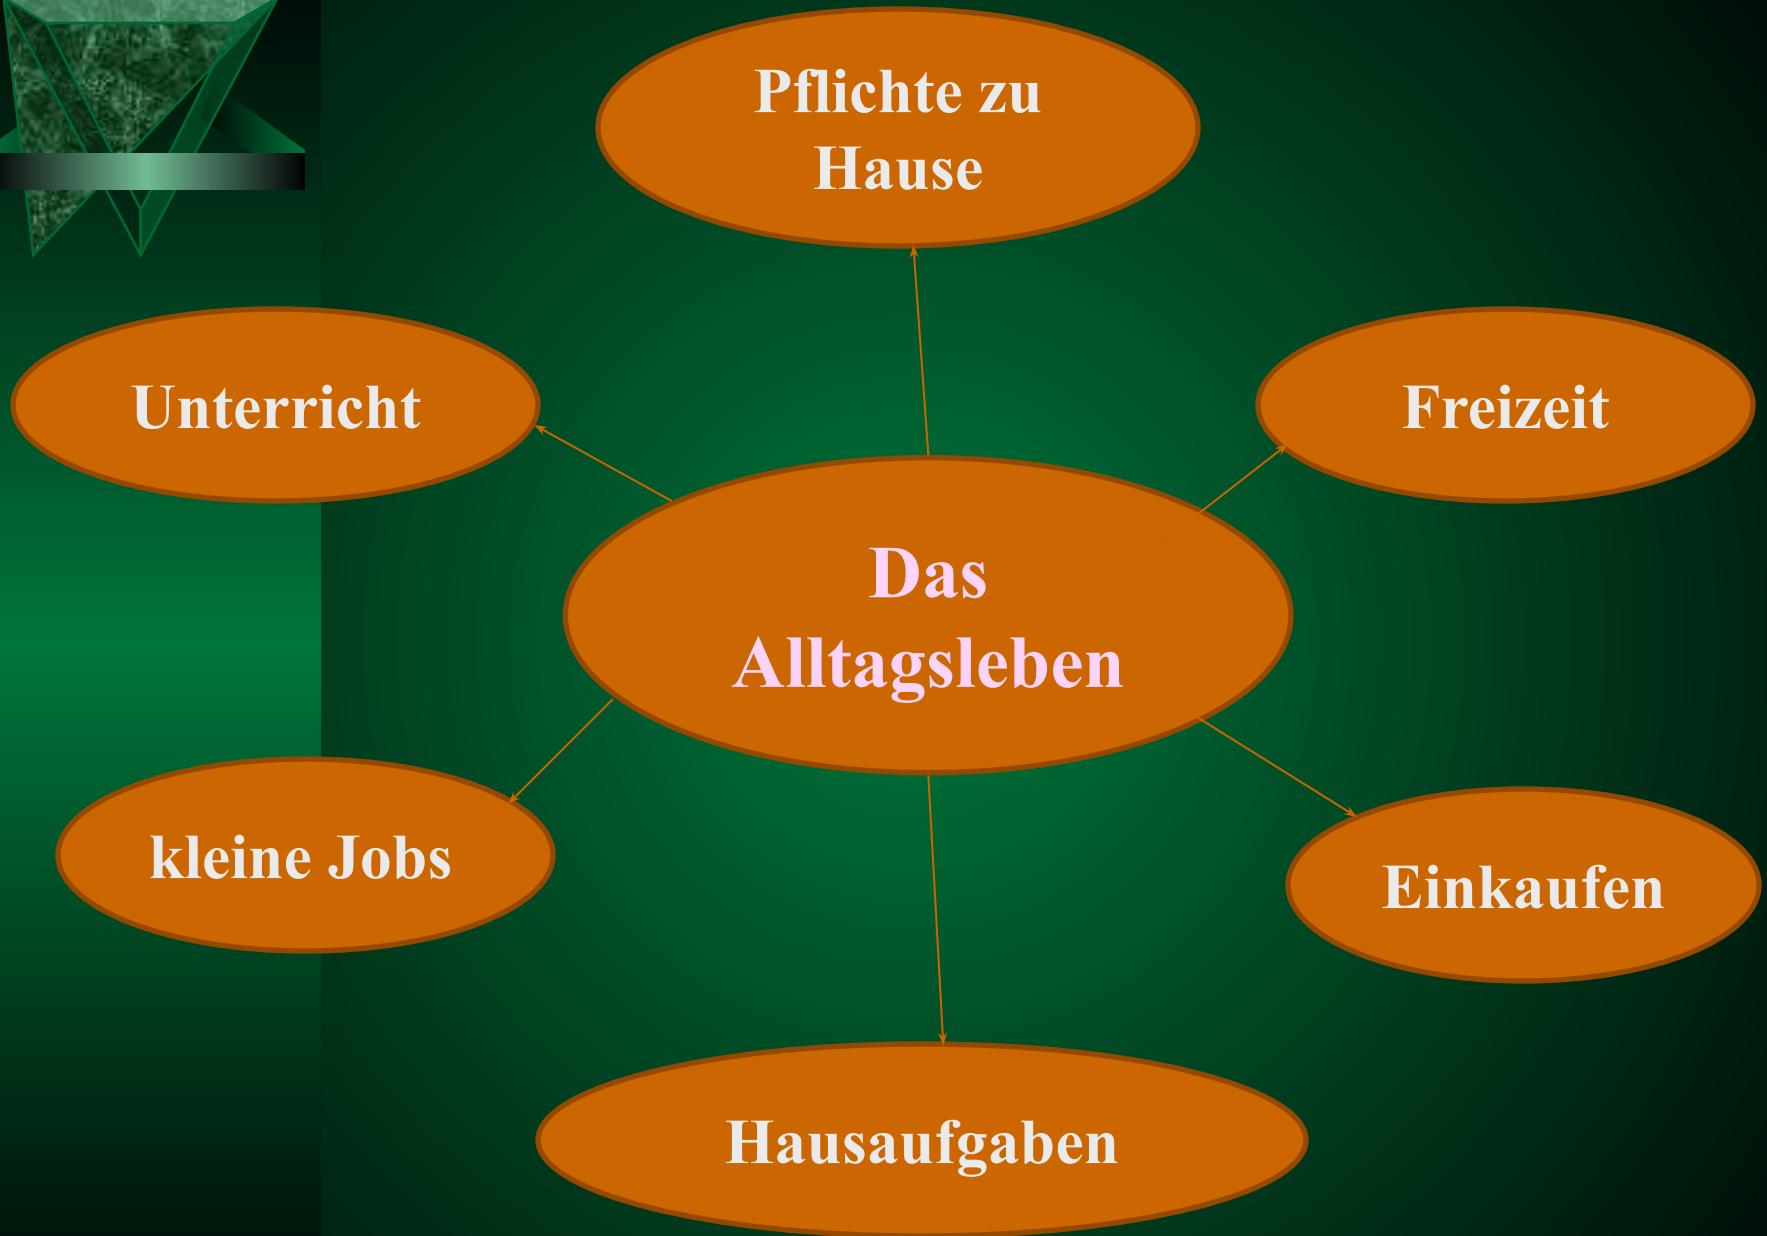 Pflichte zu
Hause
Unterricht
Freizeit
Das
Alltagsleben
kleine Jobs
Einkaufen
Hausaufgaben